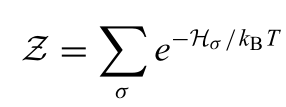 𝒵 = ∑_σ e^{−ℋ_σ/k_B T}